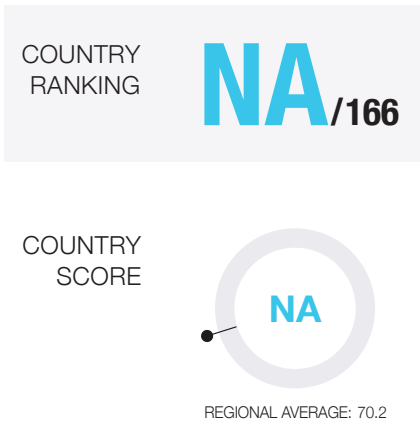 COUNTRY
RANKING
NA/166
COUNTRY
SCORE
NA
REGIONAL AVERAGE: 70.2